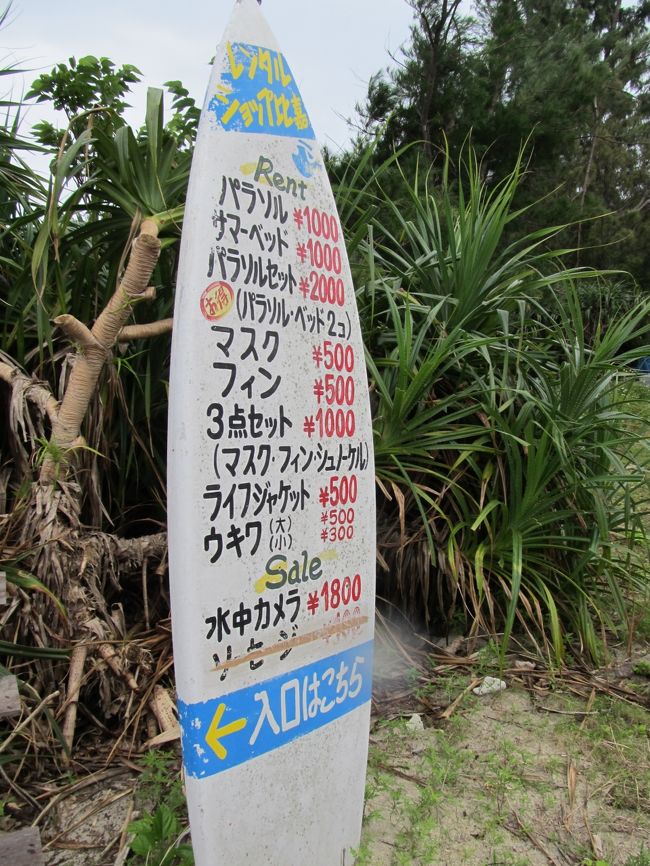 レンタル
ショップ比嘉
Rent
パラソル ¥1000
サマーベッド ¥1000
パラソルセット ¥2000
お得 (パラソル・ベッド2コ)
マスク ¥500
フィン ¥500
3点セット ¥1000
(マスク・フィン・シュノーケル)
ライフジャケット ¥500
ウキワ (大) ¥500
(小) ¥300
Sale
水中カメラ ¥1800
ソセジ
← 入口はこちら